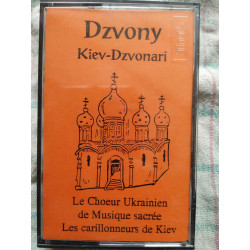 Dzvony
Kiev-Dzvonari
Le Choeur Ukrainien
de Musique sacrée
Les carillonneurs de Kiev